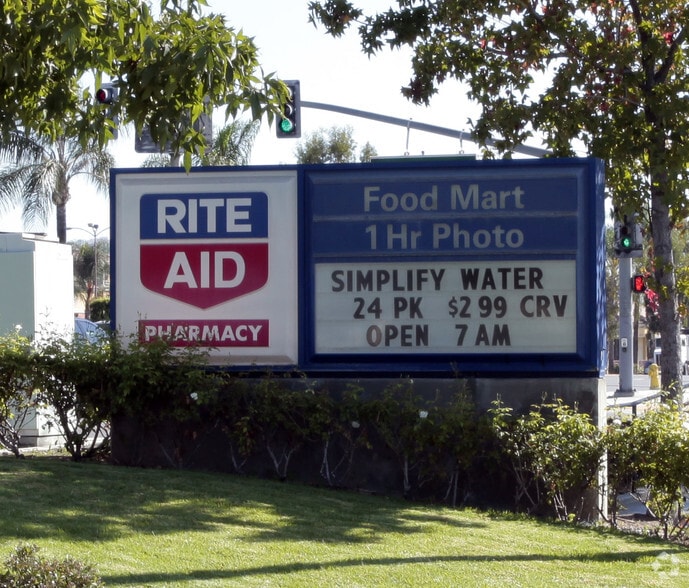 RITE
AID
PHARMACY
Food Mart
1 Hr Photo
SIMPLIFY WATER
24 PK $2 99 CRV
OPEN 7 AM